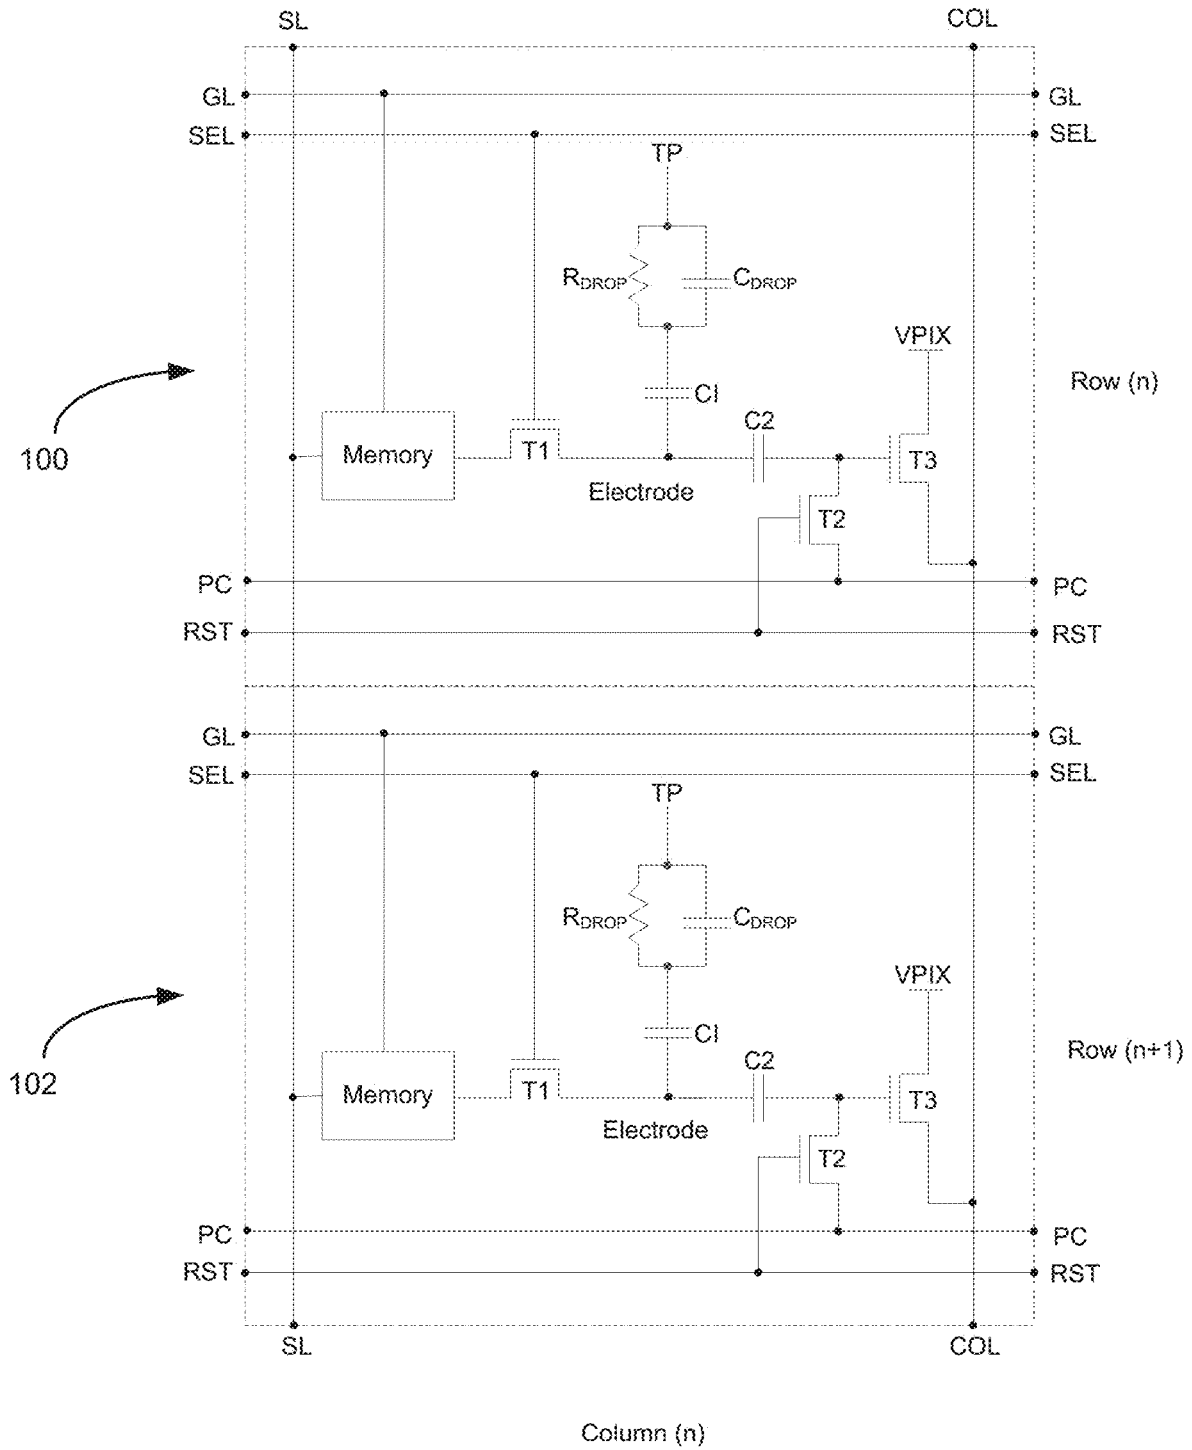 SL COL
GL GL
SEL SEL
TP
RDROP CDROP
VPIX
Row (n)
CI
C2
100
Memory T1 T3
Electrode
T2
PC PC
RST RST
GL GL
SEL SEL
TP
RDROP CDROP
VPIX
CI
Row (n+1)
C2
102
Memory T1 T3
Electrode
T2
PC PC
RST RST
SL COL
Column (n)